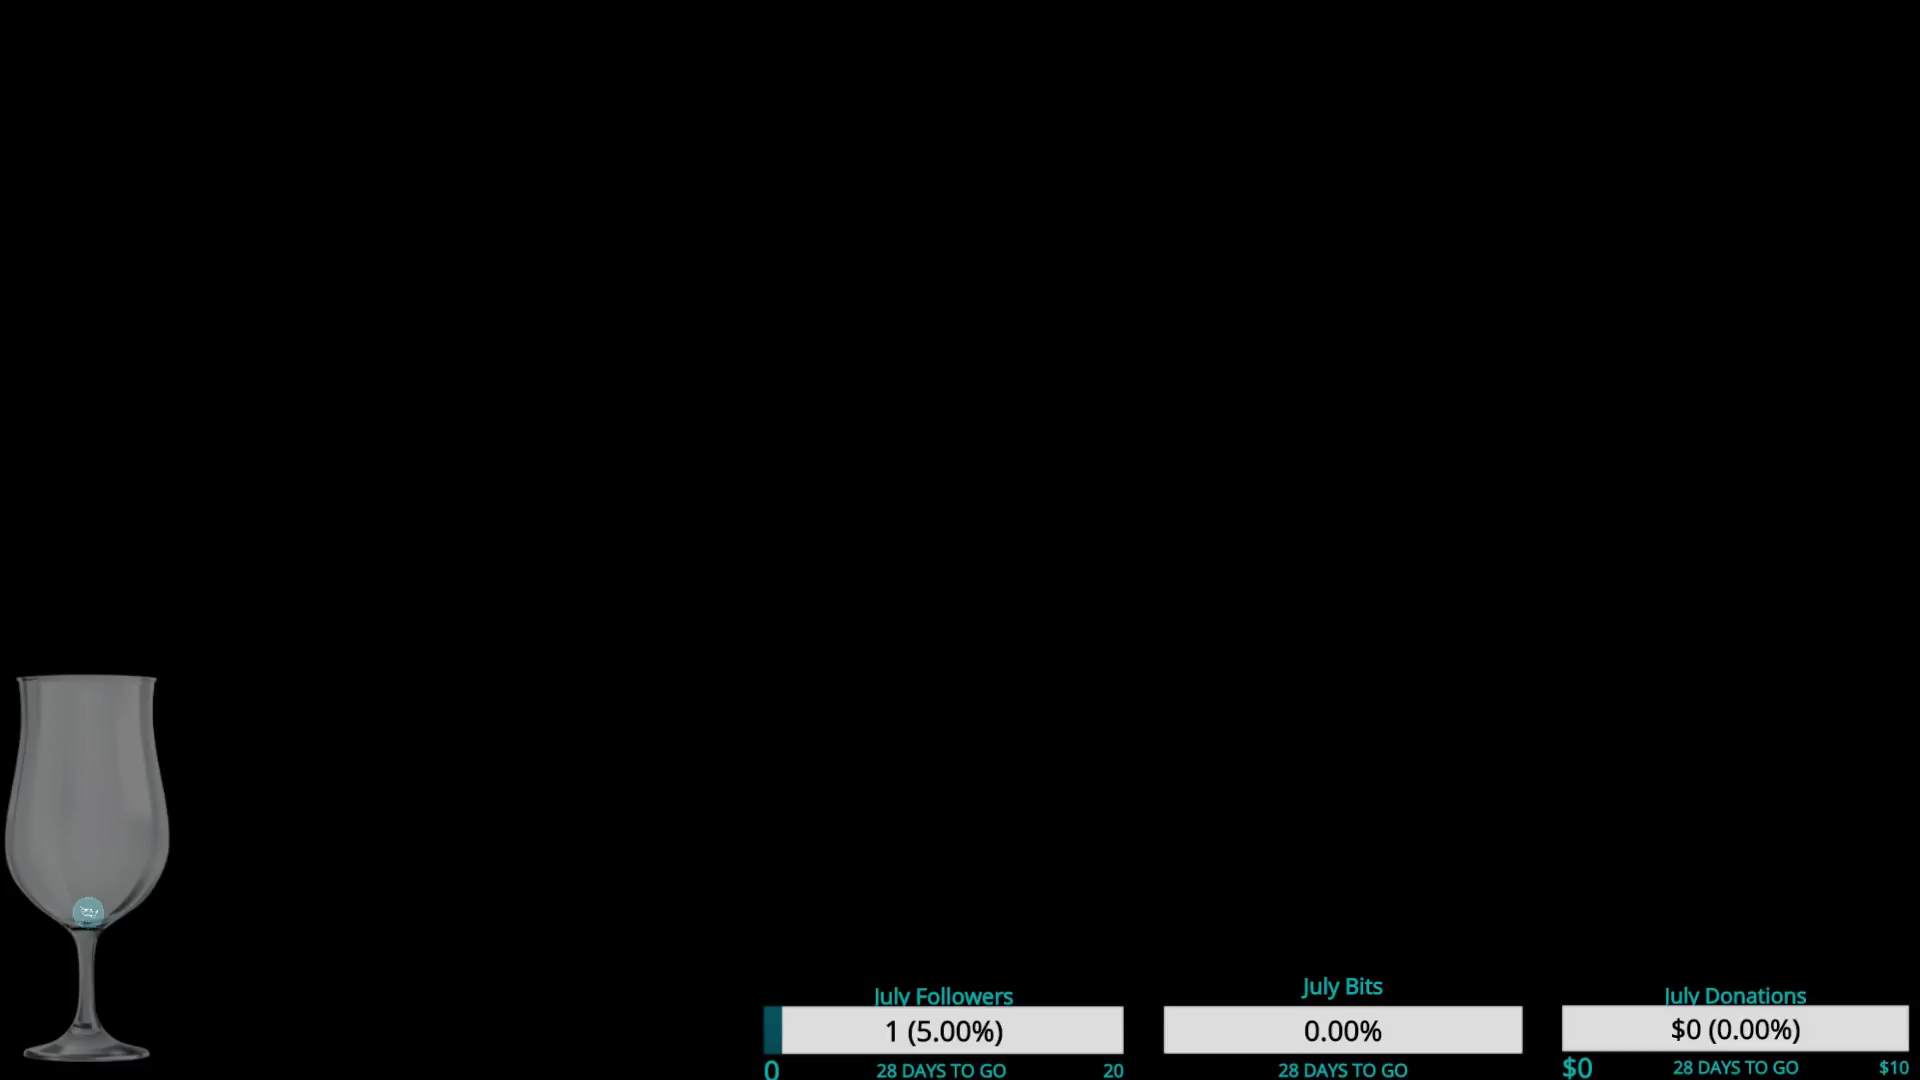 July Followers
1 (5.00%)
0 28 DAYS TO GO 20
July Bits
0.00%
28 DAYS TO GO
July Donations
$0 (0.00%)
$0 28 DAYS TO GO $10